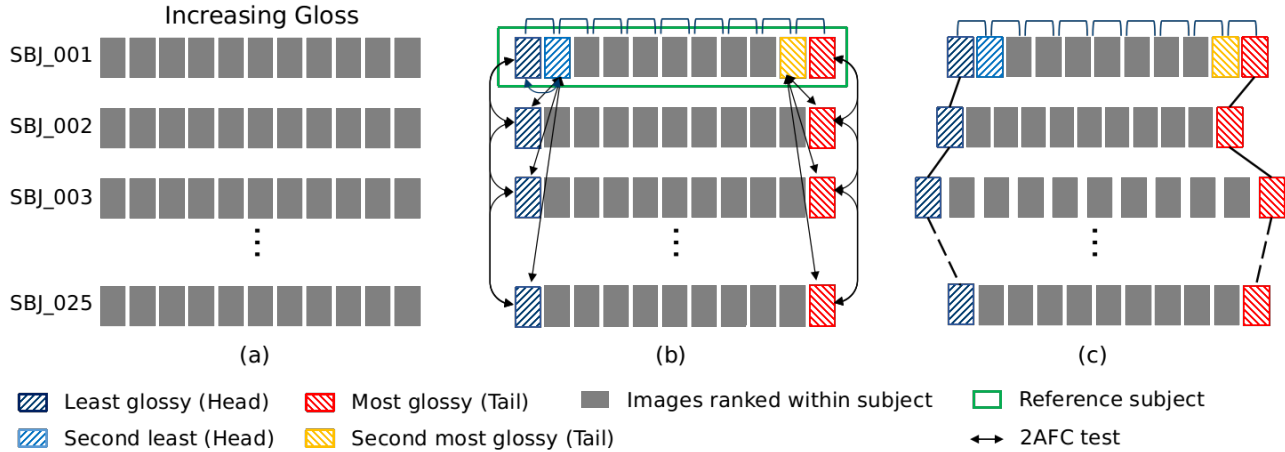 Increasing Gloss
SBJ_001
SBJ_002
SBJ_003
SBJ_025
(a)
(b)
(c)
Least glossy (Head)
Most glossy (Tail)
Images ranked within subject
Reference subject
Second least (Head)
Second most glossy (Tail)
2AFC test